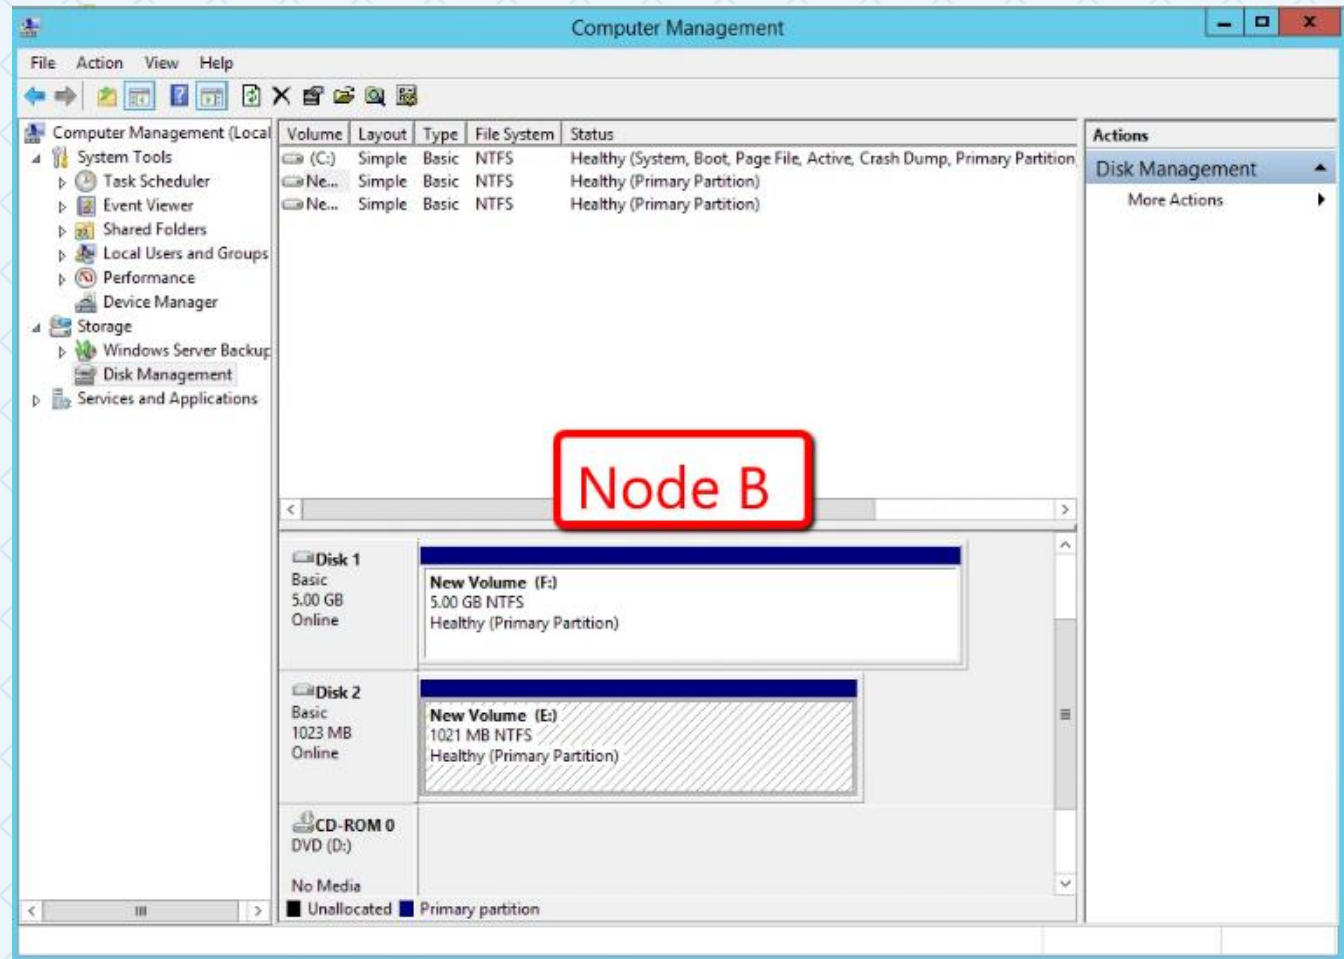 Computer Management
File Action View Help
Computer Management (Local
System Tools
Task Scheduler
Event Viewer
Shared Folders
Local Users and Groups
Performance
Device Manager
Storage
Windows Server Backup
Disk Management
Services and Applications
Volume Layout Type File System Status
(C:) Simple Basic NTFS Healthy (System, Boot, Page File, Active, Crash Dump, Primary Partition
Ne... Simple Basic NTFS Healthy (Primary Partition)
Ne... Simple Basic NTFS Healthy (Primary Partition)
Node B
Disk 1
Basic
5.00 GB
Online
New Volume (F:)
5.00 GB NTFS
Healthy (Primary Partition)
Disk 2
Basic
1023 MB
Online
New Volume (E:)
1021 MB NTFS
Healthy (Primary Partition)
CD-ROM 0
DVD (D:)
No Media
Unallocated Primary partition
Actions
Disk Management
More Actions